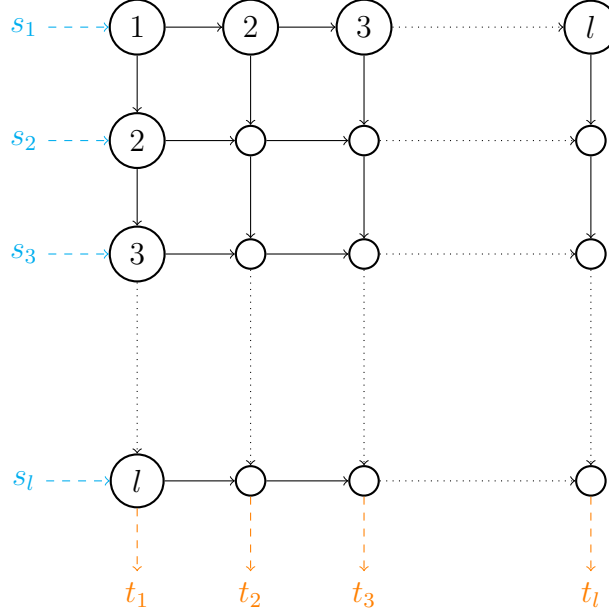 s₁ 1 2 3 l
s₂ 2
s₃ 3
sₗ l
t₁ t₂ t₃ tₗ